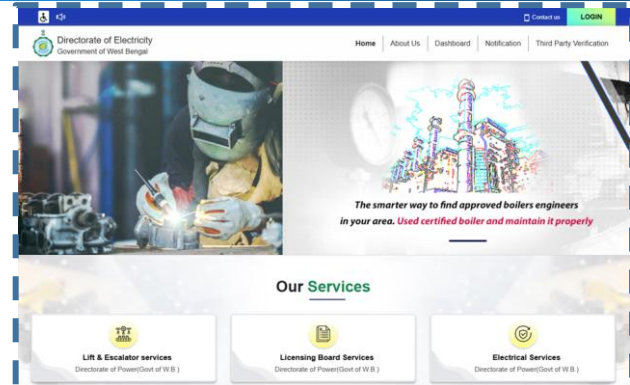 Contact us
LOGIN
Directorate of Electricity
Government of West Bengal
Home
About Us
Dashboard
Notification
Third Party Verification
The smarter way to find approved boilers engineers
in your area. Used certified boiler and maintain it properly
Our Services
Lift & Escalator services
Directorate of Power(Govt of W.B.)
Licensing Board Services
Directorate of Power(Govt of W.B.)
Electrical Services
Directorate of Power(Govt of W.B.)